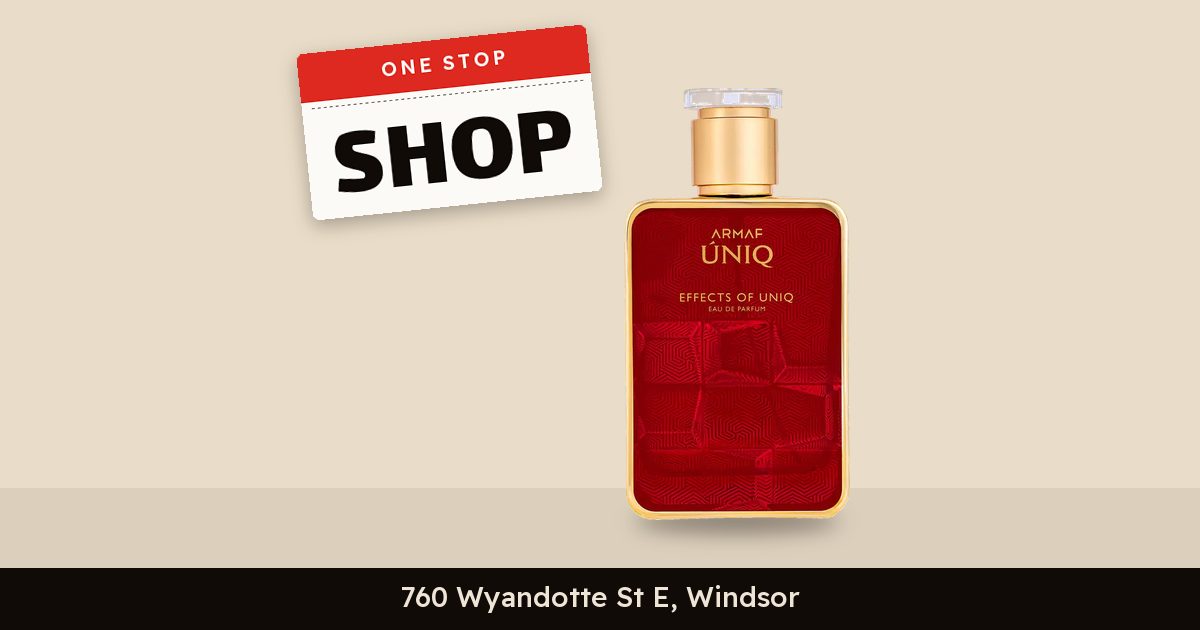 ONE STOP
SHOP
ARMAF
ÚNIQ
EFFECTS OF UNIQ
EAU DE PARFUM
760 Wyandotte St E, Windsor